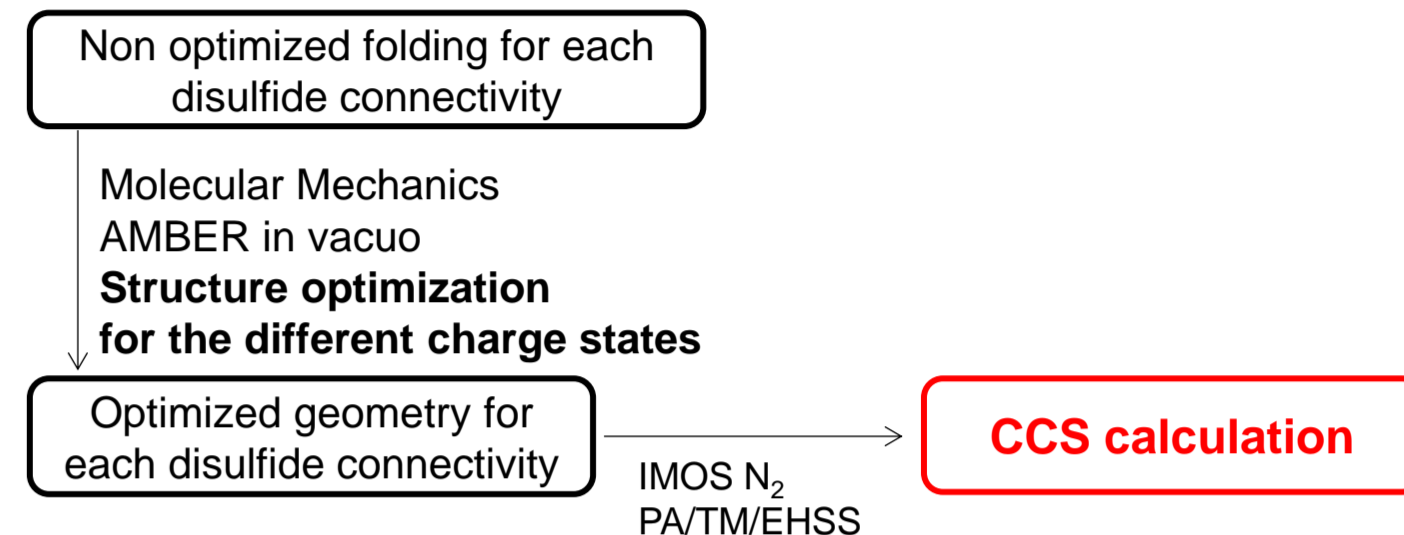 Non optimized folding for each
disulfide connectivity
Molecular Mechanics
AMBER in vacuo
Structure optimization
for the different charge states
Optimized geometry for
each disulfide connectivity
IMOS N₂
PA/TM/EHSS
CCS calculation